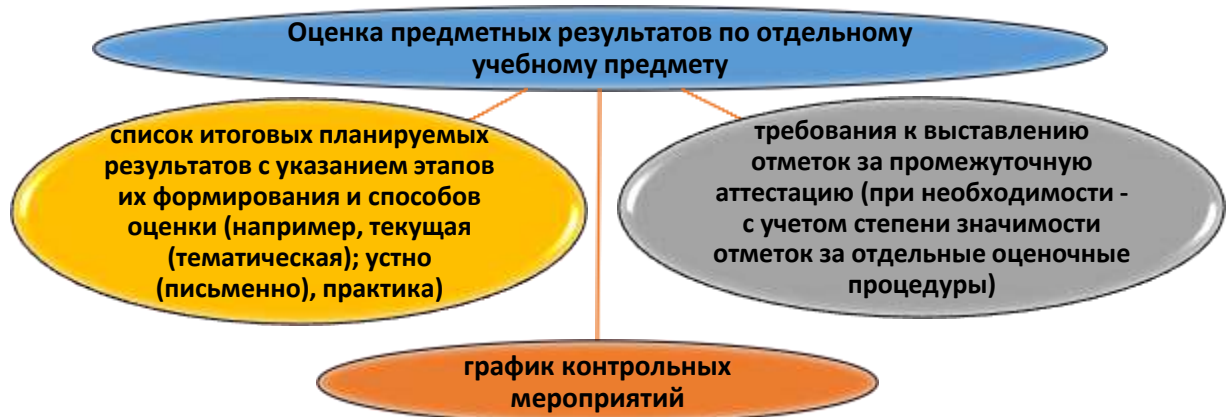 Оценка предметных результатов по отдельному
учебному предмету
список итоговых планируемых
результатов с указанием этапов
их формирования и способов
оценки (например, текущая
(тематическая); устно
(письменно), практика)
требования к выставлению
отметок за промежуточную
аттестацию (при необходимости -
с учетом степени значимости
отметок за отдельные оценочные
процедуры)
график контрольных
мероприятий